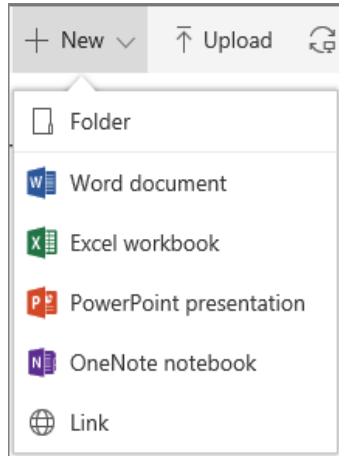 New
Upload
Folder
Word document
Excel workbook
PowerPoint presentation
OneNote notebook
Link